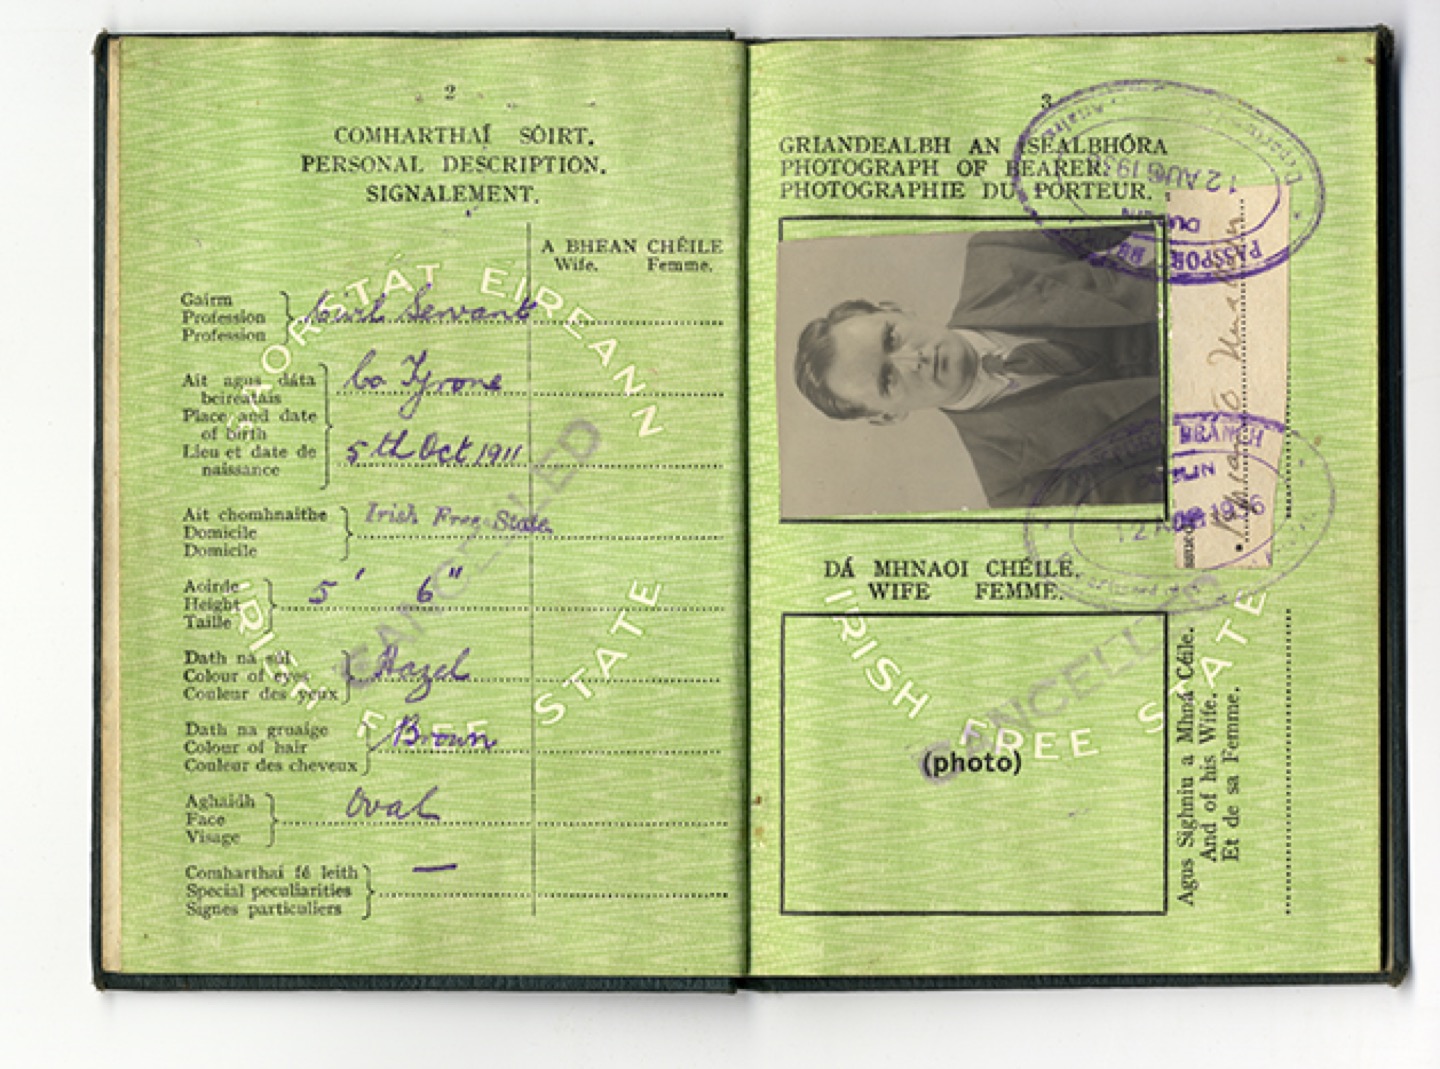 2
COMHARTHAÍ SÓIRT.
PERSONAL DESCRIPTION.
SIGNALEMENT.
A BHEAN CHÉILE
Wife. Femme.
SAORSTÁT EIREANN
Gairm
Profession
Profession
Civil Servant
Ait agus dáta
beireatais
Place and date
of birth
Lieu et date de
naissance
Co Tyrone
5th Oct 1911
Ait chomhnaithe
Domicile
Domicile
Irish Free State
Aoirde
Height
Taille
5' 6"
Dath na súl
Colour of eyes
Couleur des yeux
Hazel
Dath na gruaige
Colour of hair
Couleur des cheveux
Brown
Aghaidh
Face
Visage
Oval
Comharthaí fé leith
Special peculiarities
Signes particuliers
—
IRISH FREE STATE
CANCELLED
3
GRIANDEALBH AN TSEALBHÓRA
PHOTOGRAPH OF BEARER.
PHOTOGRAPHIE DU PORTEUR.
PASSPORT
DUBLIN
12 AUG 193
BRANCH
12 AUG 1936
DÁ MHNAOI CHÉILE.
WIFE FEMME.
(photo)
IRISH FREE STATE
CANCELLED
Agus Sighniu a Mhná Céile.
And of his Wife.
Et de sa Femme.